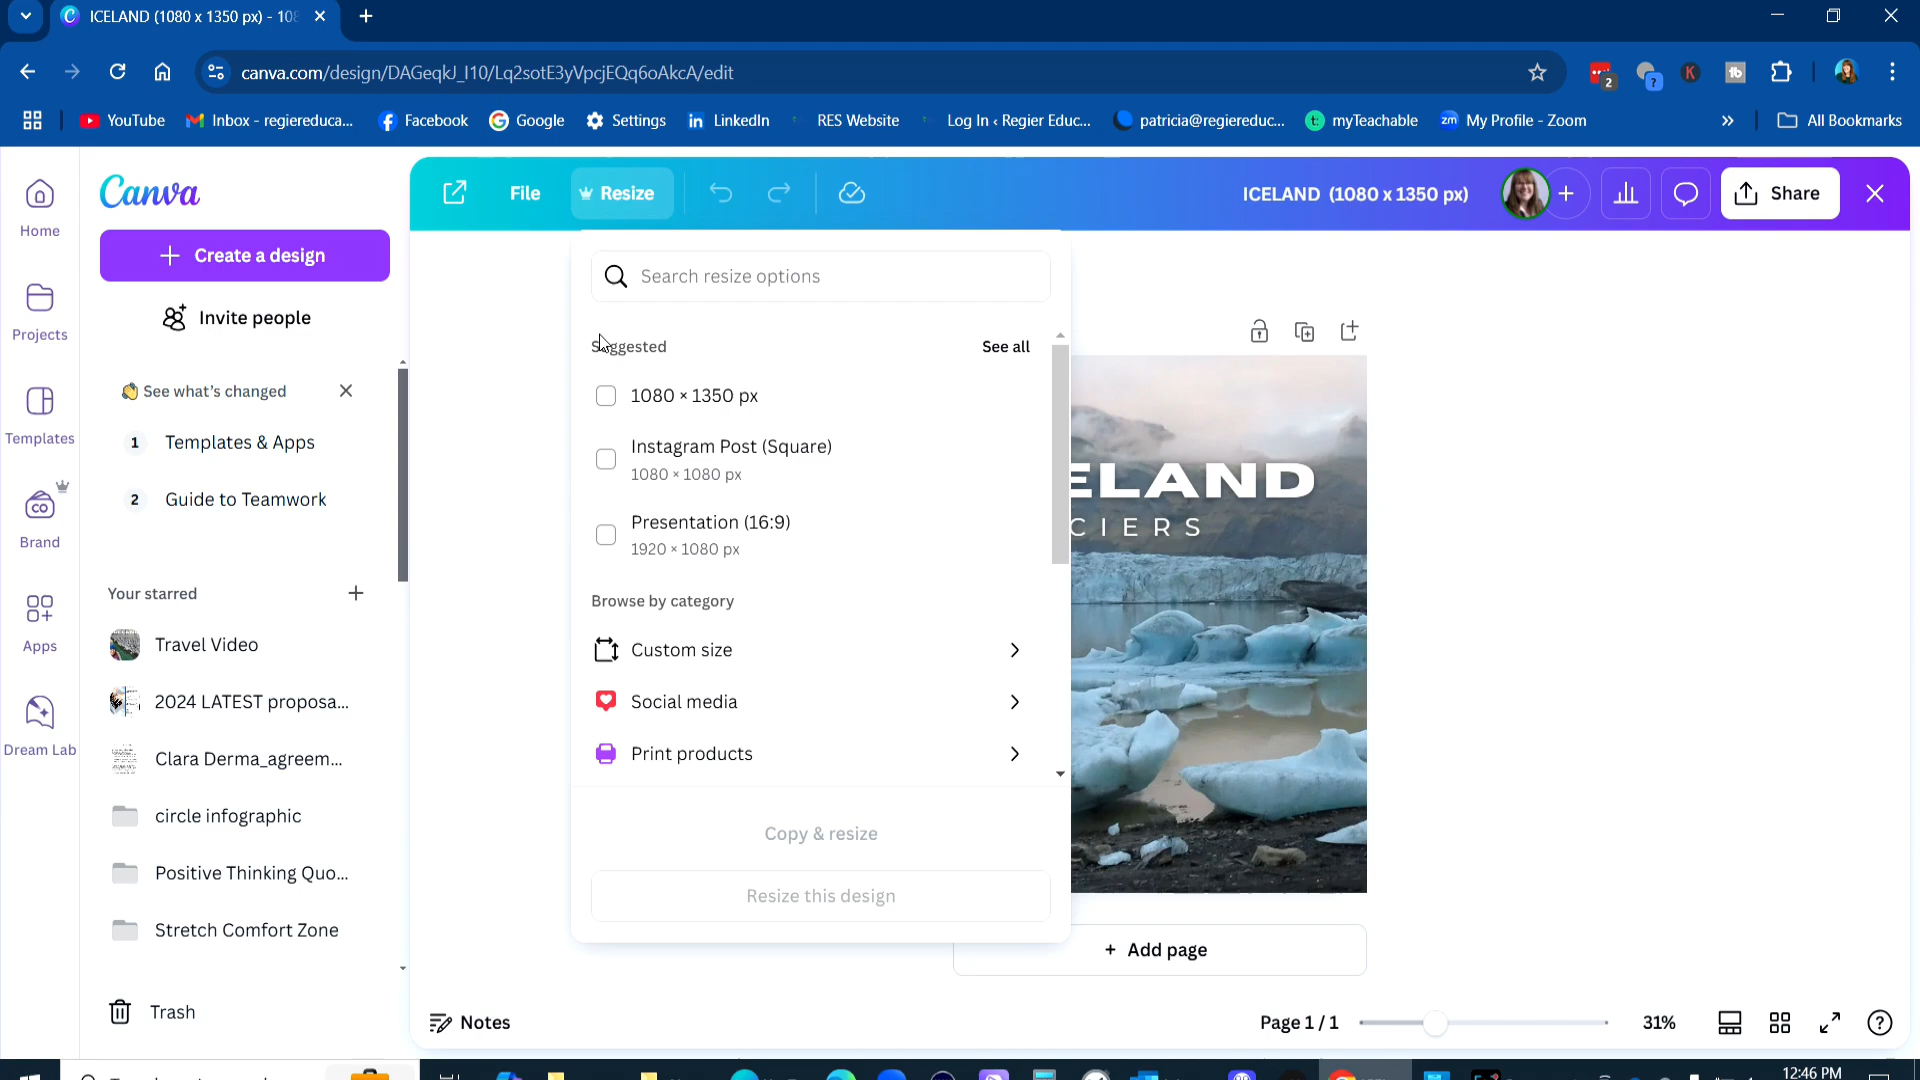 ICELAND (1080 x 1350 px) - 108
canva.com/design/DAGeqkJ_I10/Lq2sotE3yVpcjEQq6oAkcA/edit
2
?
K
YouTube
Inbox - regiereduca...
Facebook
Google
Settings
LinkedIn
RES Website
Log In ‹ Regier Educ...
patricia@regiereduc...
myTeachable
zm
My Profile - Zoom
All Bookmarks
Home
Projects
Templates
Brand
Apps
Dream Lab
Canva
Create a design
Invite people
See what's changed
1 Templates & Apps
2 Guide to Teamwork
Your starred
Travel Video
2024 LATEST proposa...
Clara Derma_agreem...
circle infographic
Positive Thinking Quo...
Stretch Comfort Zone
Trash
File
Resize
ICELAND (1080 x 1350 px)
Share
Search resize options
Suggested
See all
1080 × 1350 px
Instagram Post (Square)
1080 × 1080 px
Presentation (16:9)
1920 × 1080 px
Browse by category
Custom size
Social media
Print products
Copy & resize
Resize this design
ELAND
CIERS
+ Add page
Notes
Page 1 / 1
31%
12:46 PM